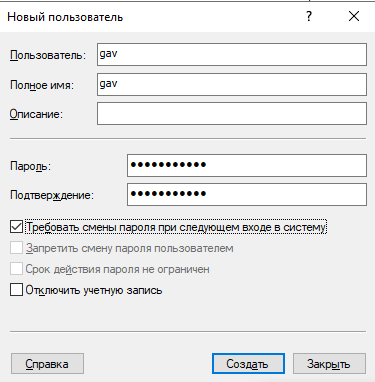 Новый пользователь
Пользователь: gav
Полное имя: gav
Описание:
Пароль: ●●●●●●●●●●●
Подтверждение: ●●●●●●●●●●●
Требовать смены пароля при следующем входе в систему
Запретить смену пароля пользователем
Срок действия пароля не ограничен
Отключить учетную запись
Справка Создать Закрыть